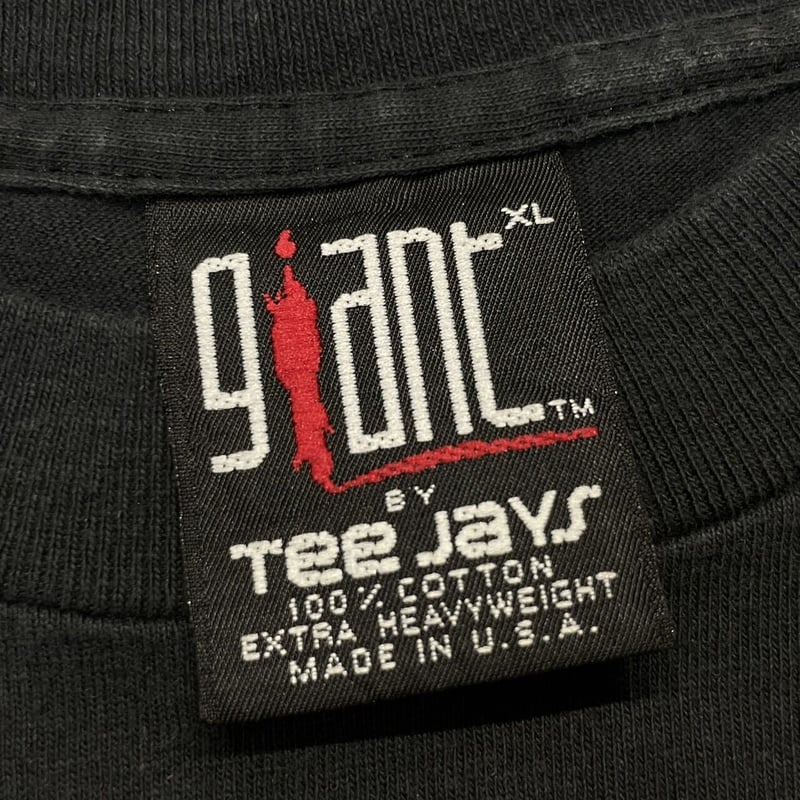 giant XL
TM
BY
Tee Jays
100% COTTON
EXTRA HEAVYWEIGHT
MADE IN U.S.A.